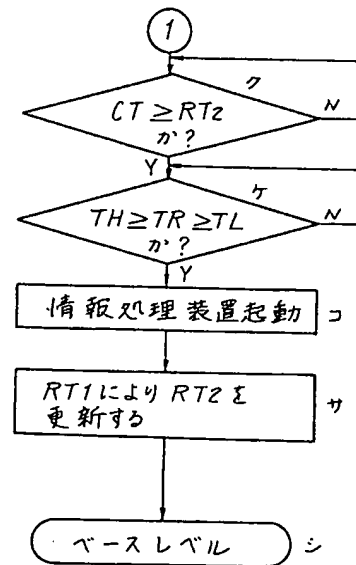 1
ク
CT ≥ RT2
か?
N
Y
ケ
TH ≥ TR ≥ TL
か?
N
Y
情報処理装置起動 コ
RT1により RT2を
更新する
サ
ベースレベル シ